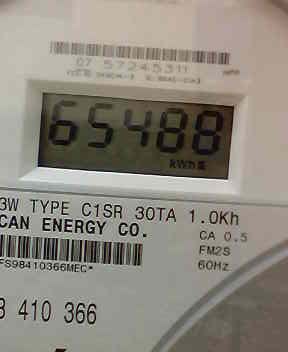 07 57245311
65488
kWh
3W TYPE C1SR 30TA 1.0Kh
CAN ENERGY CO.
CA 0.5
FM2S
60Hz
FS98410366MEC*
3 410 366